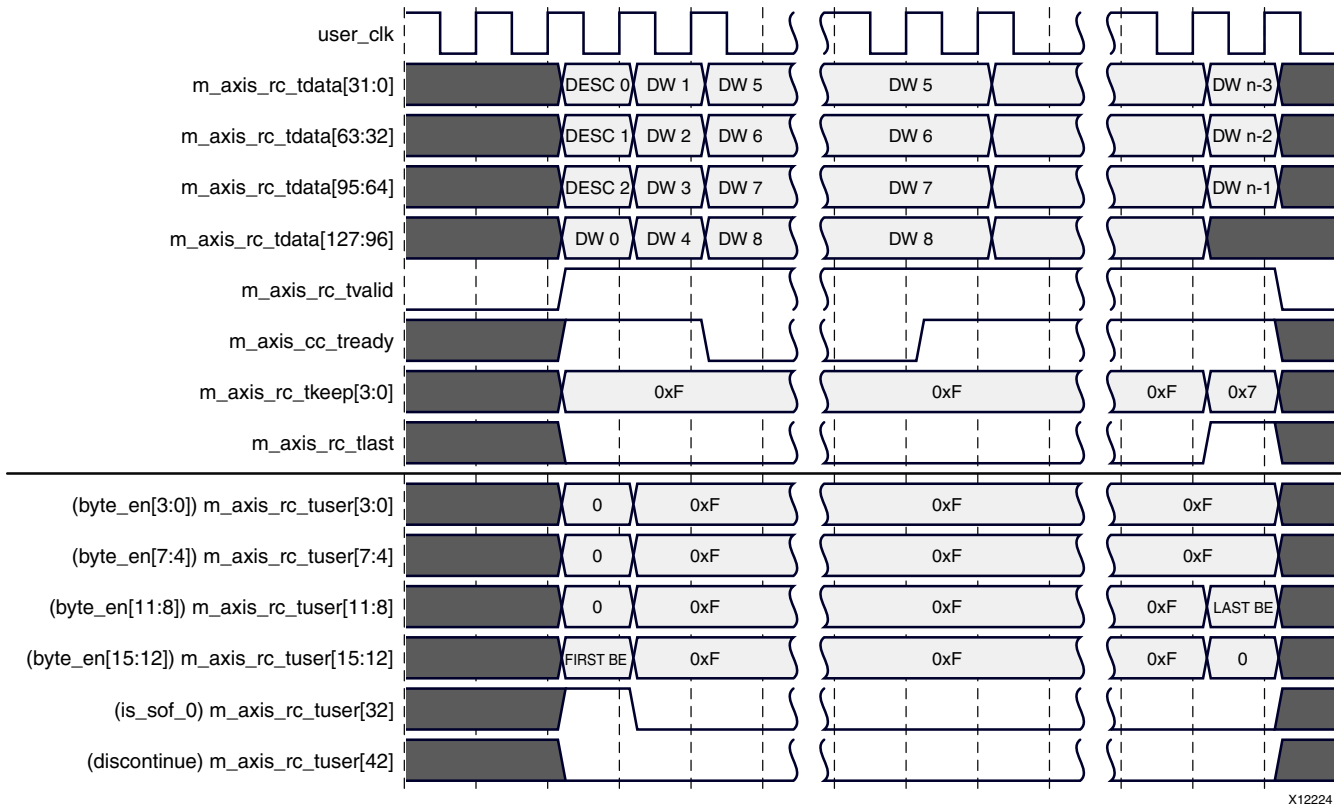 user_clk
m_axis_rc_tdata[31:0] DESC 0 DW 1 DW 5 DW 5 DW n-3
m_axis_rc_tdata[63:32] DESC 1 DW 2 DW 6 DW 6 DW n-2
m_axis_rc_tdata[95:64] DESC 2 DW 3 DW 7 DW 7 DW n-1
m_axis_rc_tdata[127:96] DW 0 DW 4 DW 8 DW 8
m_axis_rc_tvalid
m_axis_cc_tready
m_axis_rc_tkeep[3:0] 0xF 0xF 0xF 0x7
m_axis_rc_tlast
(byte_en[3:0]) m_axis_rc_tuser[3:0] 0 0xF 0xF 0xF
(byte_en[7:4]) m_axis_rc_tuser[7:4] 0 0xF 0xF 0xF
(byte_en[11:8]) m_axis_rc_tuser[11:8] 0 0xF 0xF 0xF LAST BE
(byte_en[15:12]) m_axis_rc_tuser[15:12] FIRST BE 0xF 0xF 0xF 0
(is_sof_0) m_axis_rc_tuser[32]
(discontinue) m_axis_rc_tuser[42]
X12224